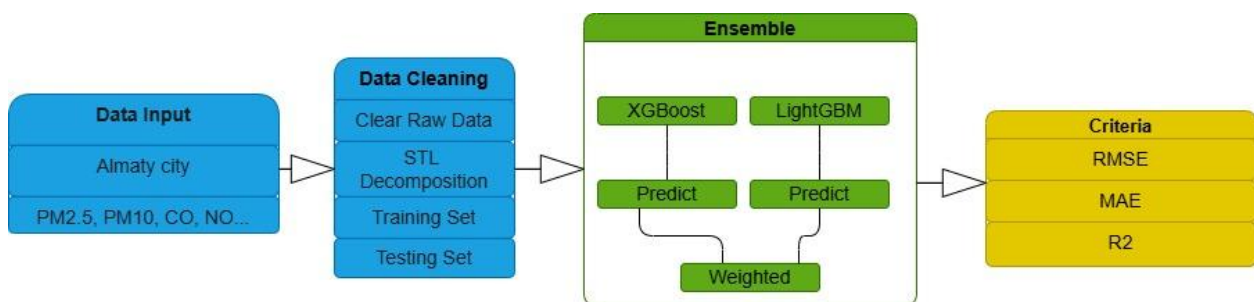 Data Input
Almaty city
PM2.5, PM10, CO, NO...
Data Cleaning
Clear Raw Data
STL
Decomposition
Training Set
Testing Set
Ensemble
XGBoost
LightGBM
Predict
Predict
Weighted
Criteria
RMSE
MAE
R2